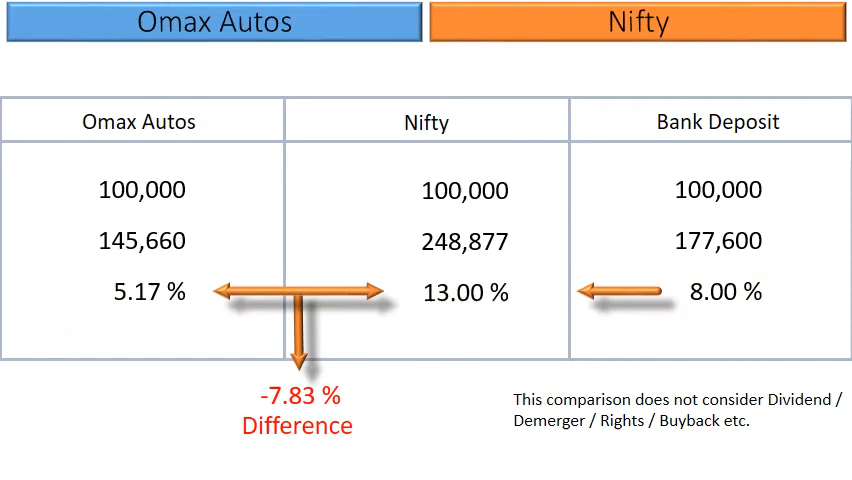 Omax Autos
Nifty
Omax Autos
Nifty
Bank Deposit
100,000
100,000
100,000
145,660
248,877
177,600
5.17 %
13.00 %
8.00 %
-7.83 %
Difference
This comparison does not consider Dividend /
Demerger / Rights / Buyback etc.